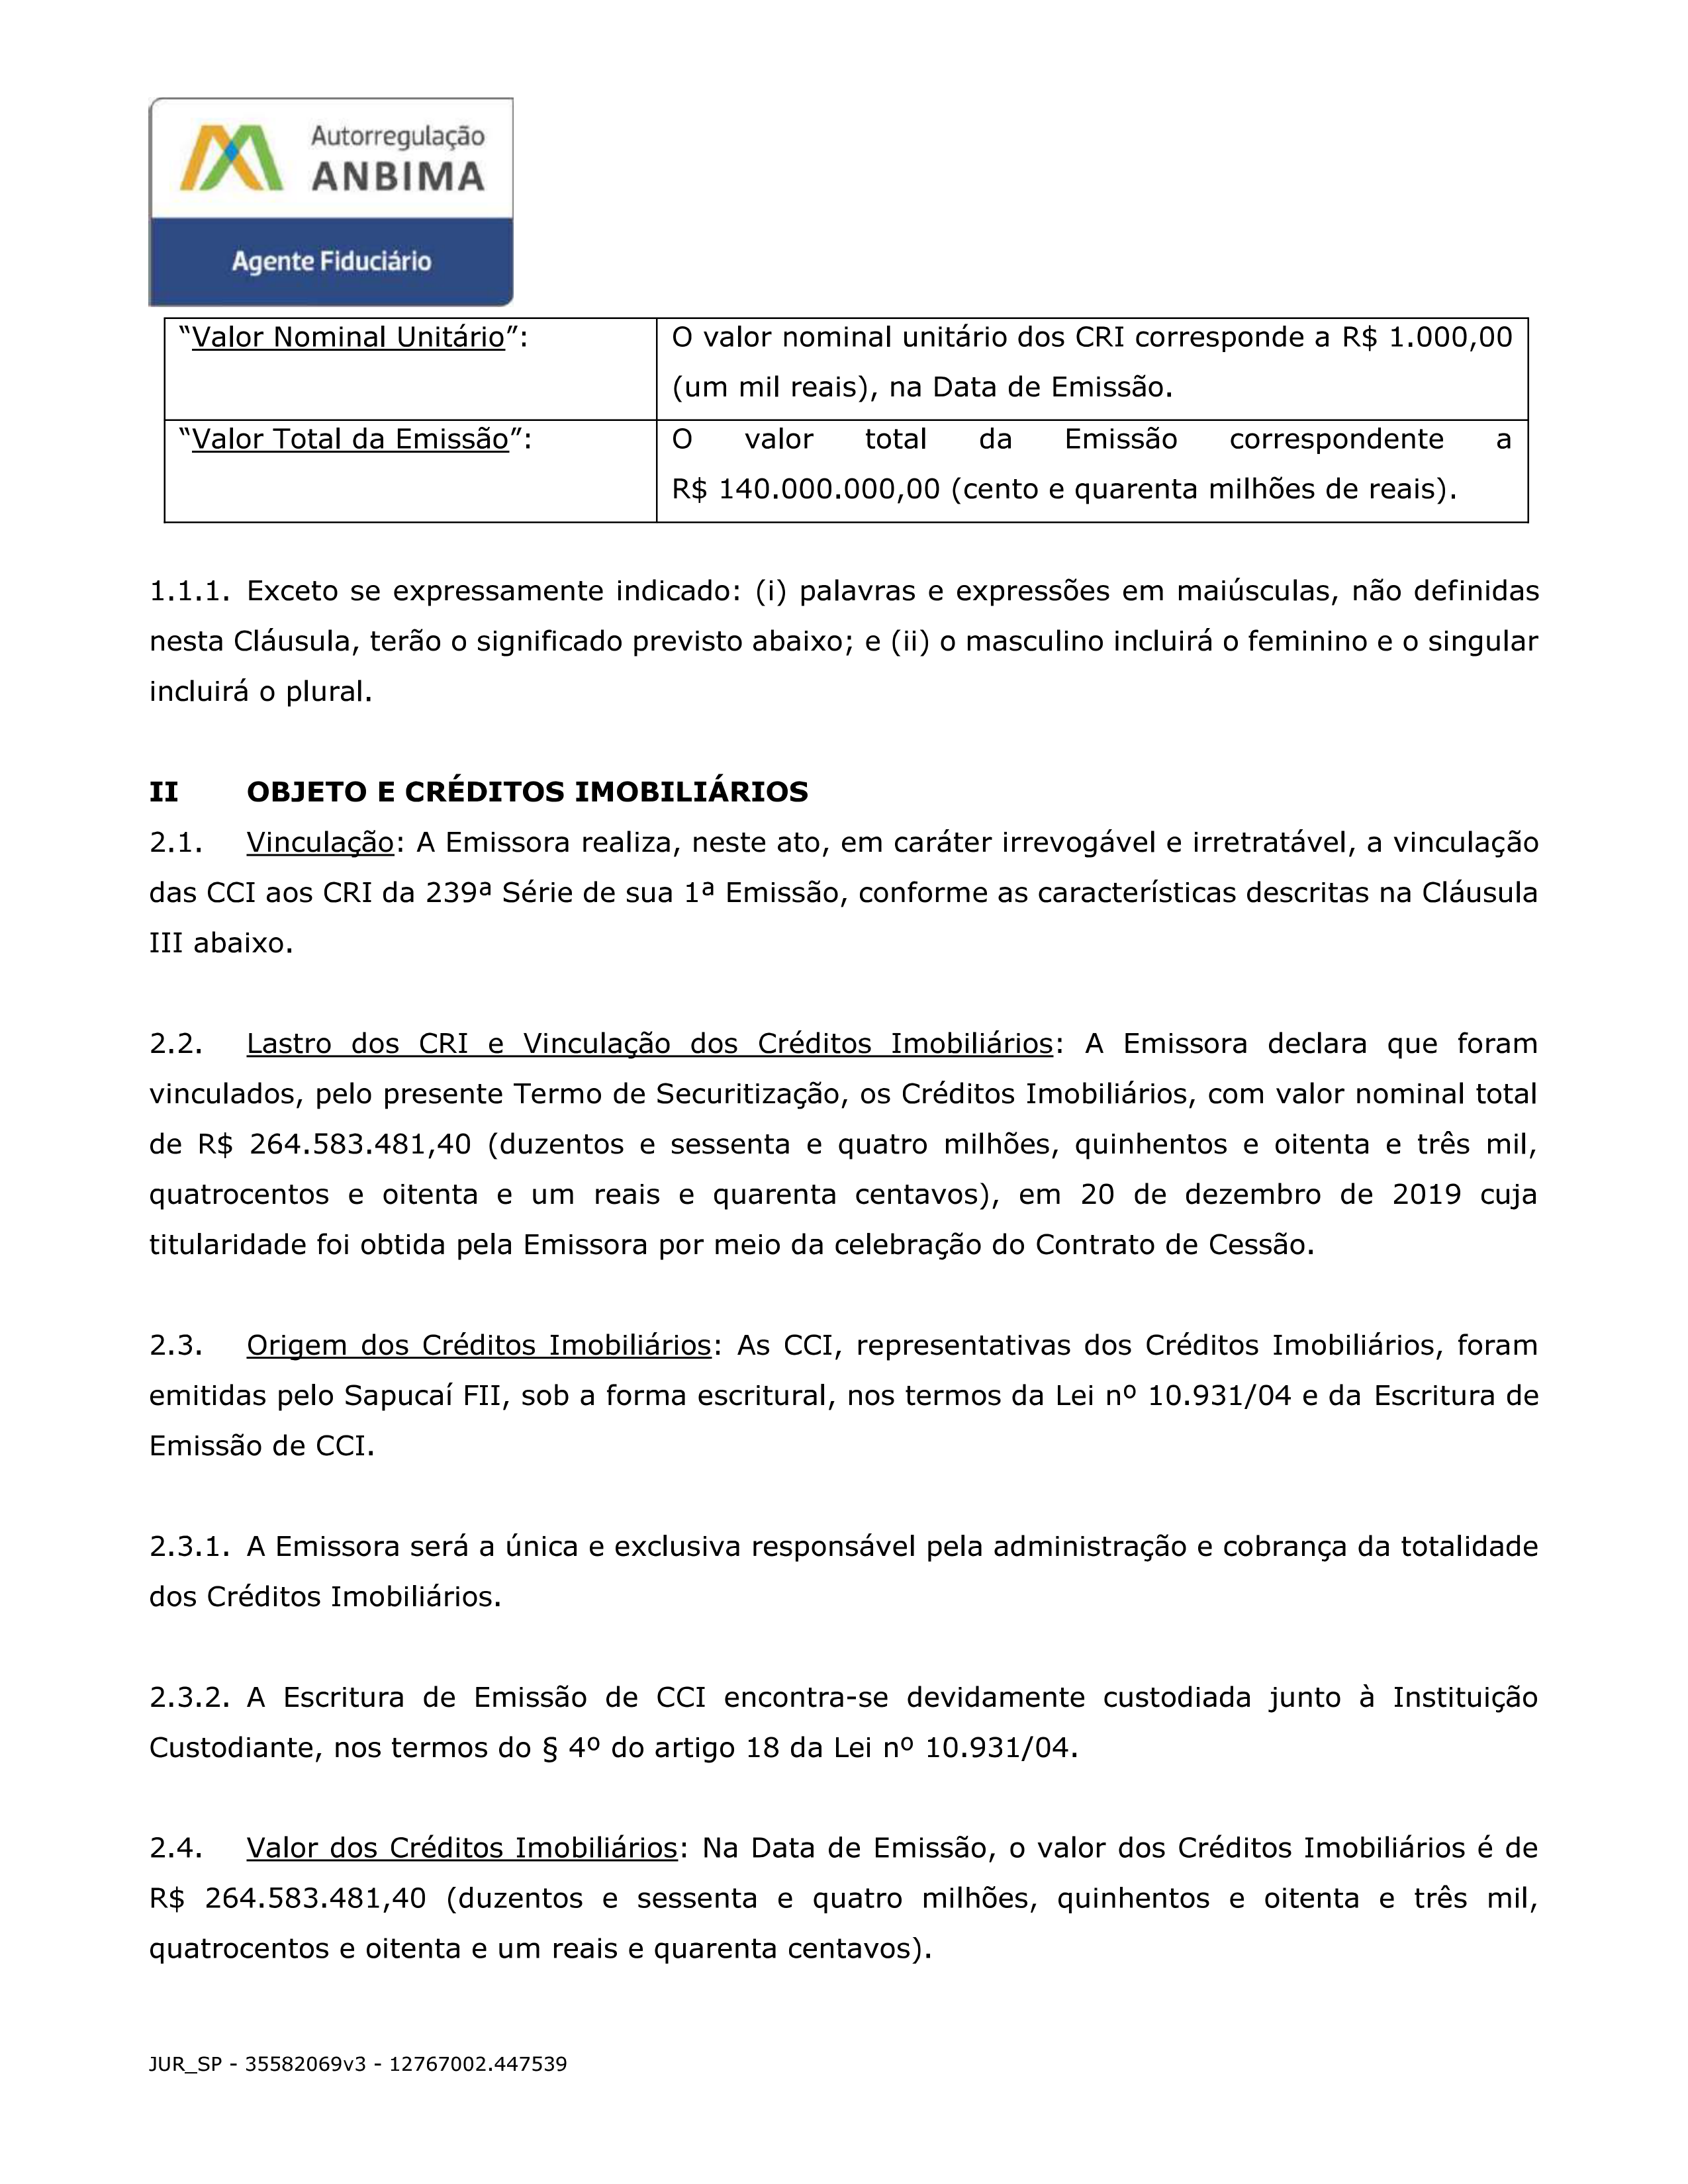 Autorregulação
ANBIMA
Agente Fiduciário
“Valor Nominal Unitário”:
O valor nominal unitário dos CRI corresponde a R$ 1.000,00
(um mil reais), na Data de Emissão.
“Valor Total da Emissão”:
O valor total da Emissão correspondente a
R$ 140.000.000,00 (cento e quarenta milhões de reais).
1.1.1. Exceto se expressamente indicado: (i) palavras e expressões em maiúsculas, não definidas
nesta Cláusula, terão o significado previsto abaixo; e (ii) o masculino incluirá o feminino e o singular
incluirá o plural.
II OBJETO E CRÉDITOS IMOBILIÁRIOS
2.1. Vinculação: A Emissora realiza, neste ato, em caráter irrevogável e irretratável, a vinculação
das CCI aos CRI da 239ª Série de sua 1ª Emissão, conforme as características descritas na Cláusula
III abaixo.
2.2. Lastro dos CRI e Vinculação dos Créditos Imobiliários: A Emissora declara que foram
vinculados, pelo presente Termo de Securitização, os Créditos Imobiliários, com valor nominal total
de R$ 264.583.481,40 (duzentos e sessenta e quatro milhões, quinhentos e oitenta e três mil,
quatrocentos e oitenta e um reais e quarenta centavos), em 20 de dezembro de 2019 cuja
titularidade foi obtida pela Emissora por meio da celebração do Contrato de Cessão.
2.3. Origem dos Créditos Imobiliários: As CCI, representativas dos Créditos Imobiliários, foram
emitidas pelo Sapucaí FII, sob a forma escritural, nos termos da Lei nº 10.931/04 e da Escritura de
Emissão de CCI.
2.3.1. A Emissora será a única e exclusiva responsável pela administração e cobrança da totalidade
dos Créditos Imobiliários.
2.3.2. A Escritura de Emissão de CCI encontra-se devidamente custodiada junto à Instituição
Custodiante, nos termos do § 4º do artigo 18 da Lei nº 10.931/04.
2.4. Valor dos Créditos Imobiliários: Na Data de Emissão, o valor dos Créditos Imobiliários é de
R$ 264.583.481,40 (duzentos e sessenta e quatro milhões, quinhentos e oitenta e três mil,
quatrocentos e oitenta e um reais e quarenta centavos).
JUR_SP - 35582069v3 - 12767002.447539